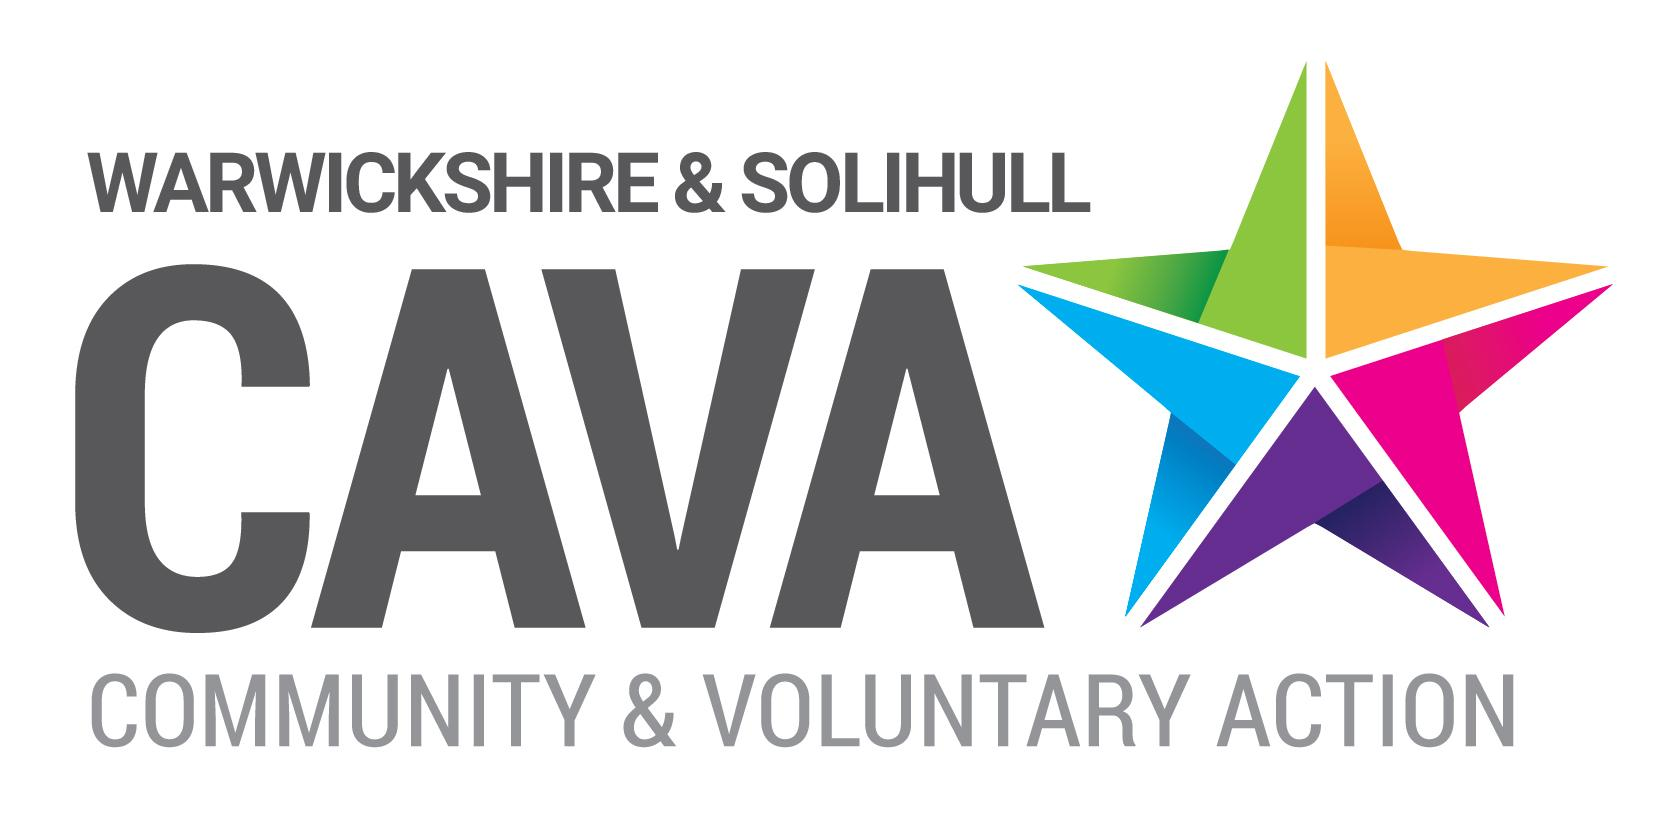 WARWICKSHIRE & SOLIHULL
CAVA
COMMUNITY & VOLUNTARY ACTION